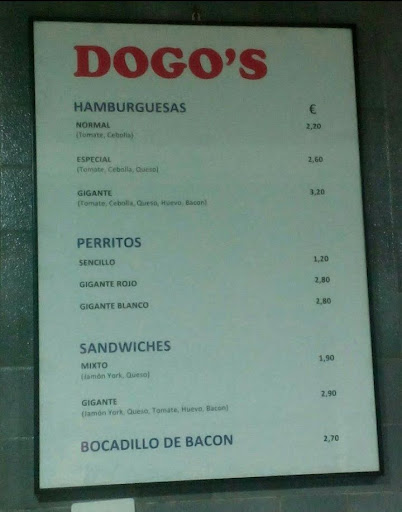 DOGO'S
HAMBURGUESAS €
NORMAL 2,20
(Tomate, Cebolla)
ESPECIAL 2,60
(Tomate, Cebolla, Queso)
GIGANTE 3,20
(Tomate, Cebolla, Queso, Huevo, Bacon)
PERRITOS
SENCILLO 1,20
GIGANTE ROJO 2,80
GIGANTE BLANCO 2,80
SANDWICHES
MIXTO 1,90
(Jamón York, Queso)
GIGANTE 2,90
(Jamón York, Queso, Tomate, Huevo, Bacon)
BOCADILLO DE BACON 2,70